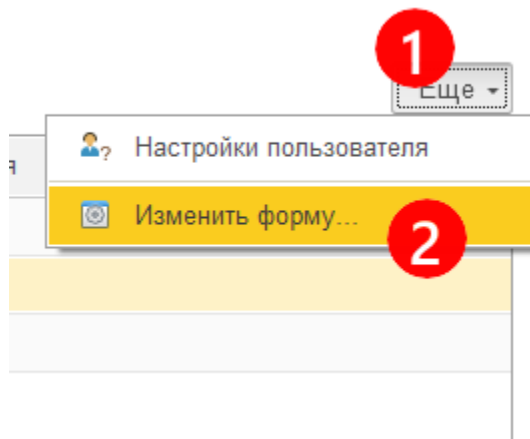 1
Еще
я
Настройки пользователя
Изменить форму...
2